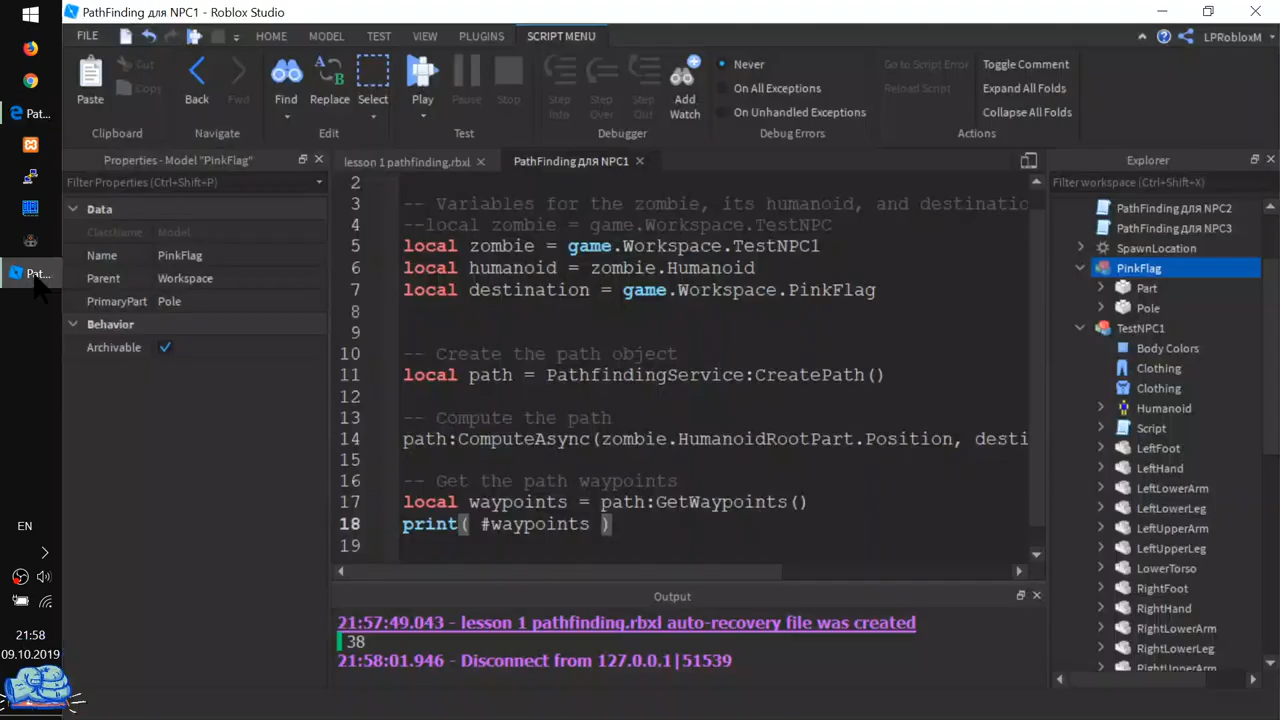 PathFinding для NPC1 - Roblox Studio
FILE HOME MODEL TEST VIEW PLUGINS SCRIPT MENU LPRobloxM
Paste Cut Copy Back Fwd Find Replace Select Play Pause Stop Step Into Step Over Step Out Add Watch
Never
On All Exceptions
On Unhandled Exceptions
Go to Script Error
Reload Script
Toggle Comment
Expand All Folds
Collapse All Folds
Clipboard Navigate Edit Test Debugger Debug Errors Actions
Pat...
Pat...
EN
21:58
09.10.2019
Properties - Model "PinkFlag"
Filter Properties (Ctrl+Shift+P)
Data
ClassName Model
Name PinkFlag
Parent Workspace
PrimaryPart Pole
Behavior
Archivable
lesson 1 pathfinding.rbxl PathFinding для NPC1
2
3 -- Variables for the zombie, its humanoid, and destinatio
4 --local zombie = game.Workspace.TestNPC
5 local zombie = game.Workspace.TestNPC1
6 local humanoid = zombie.Humanoid
7 local destination = game.Workspace.PinkFlag
8
9
10 -- Create the path object
11 local path = PathfindingService:CreatePath()
12
13 -- Compute the path
14 path:ComputeAsync(zombie.HumanoidRootPart.Position, desti
15
16 -- Get the path waypoints
17 local waypoints = path:GetWaypoints()
18 print( #waypoints )
19
Output
21:57:49.043 - lesson 1 pathfinding.rbxl auto-recovery file was created
38
21:58:01.946 - Disconnect from 127.0.0.1|51539
Explorer
Filter workspace (Ctrl+Shift+X)
PathFinding для NPC2
PathFinding для NPC3
SpawnLocation
PinkFlag
Part
Pole
TestNPC1
Body Colors
Clothing
Clothing
Humanoid
Script
LeftFoot
LeftHand
LeftLowerArm
LeftLowerLeg
LeftUpperArm
LeftUpperLeg
LowerTorso
RightFoot
RightHand
RightLowerArm
RightLowerLeg
RightUpperArm